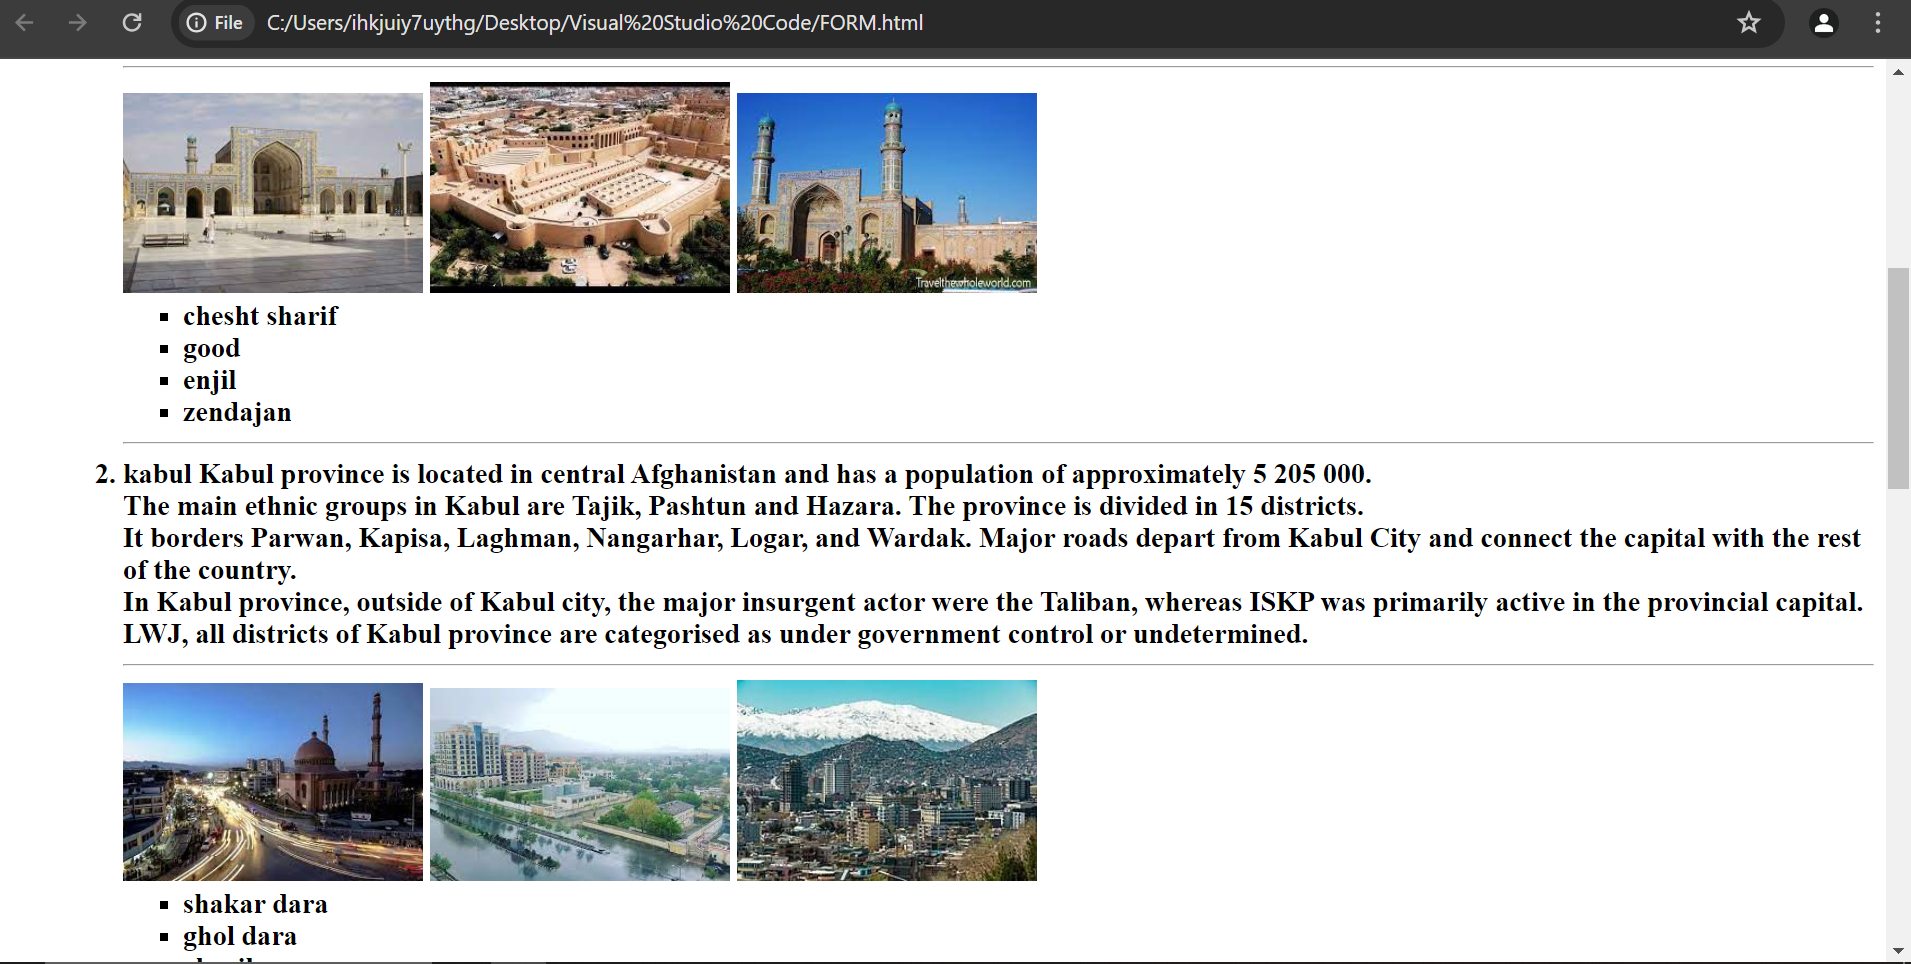 File C:/Users/ihkjuiy7uythg/Desktop/Visual%20Studio%20Code/FORM.html
Travelthewholeworld.com
chesht sharif
good
enjil
zendajan
2. kabul Kabul province is located in central Afghanistan and has a population of approximately 5 205 000.
The main ethnic groups in Kabul are Tajik, Pashtun and Hazara. The province is divided in 15 districts.
It borders Parwan, Kapisa, Laghman, Nangarhar, Logar, and Wardak. Major roads depart from Kabul City and connect the capital with the rest
of the country.
In Kabul province, outside of Kabul city, the major insurgent actor were the Taliban, whereas ISKP was primarily active in the provincial capital.
LWJ, all districts of Kabul province are categorised as under government control or undetermined.
shakar dara
ghol dara